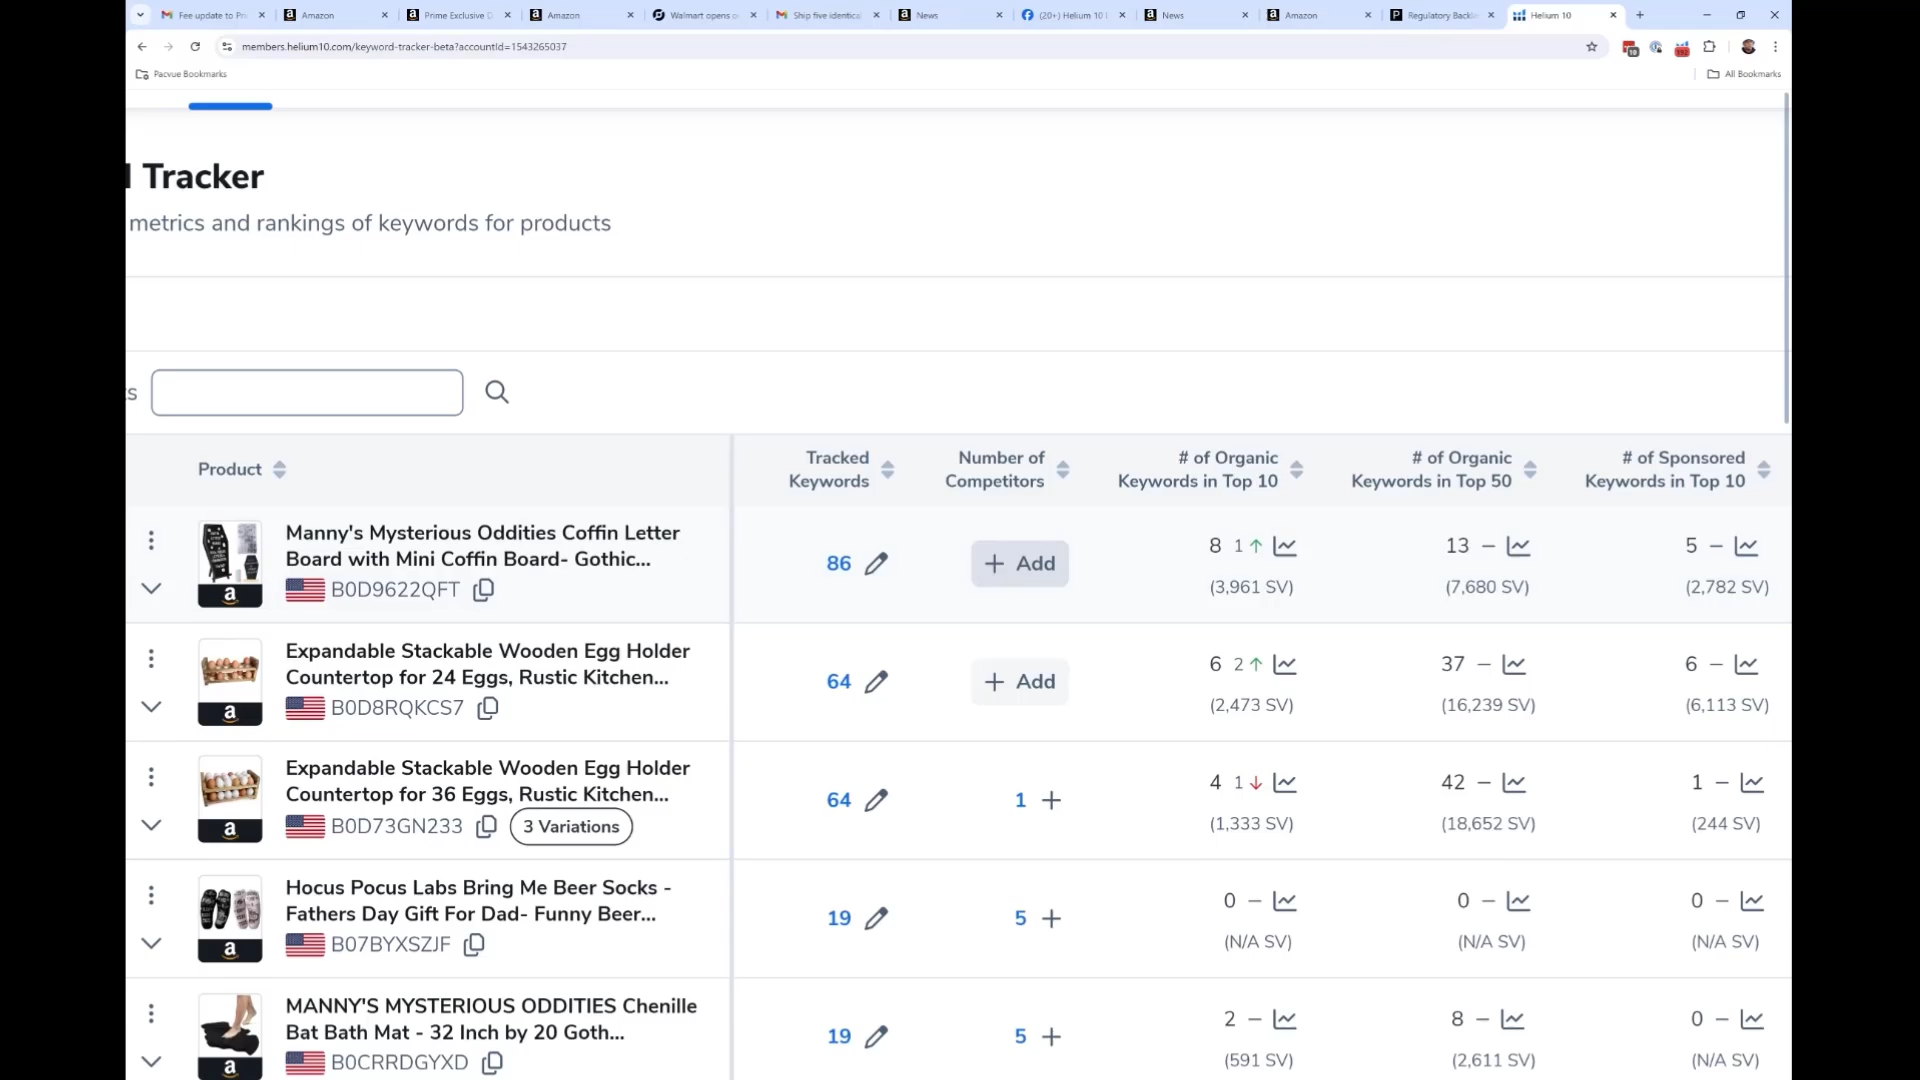 Fee update to Pri
Amazon
Prime Exclusive D
Amazon
Walmart opens
Ship five identica
News
(20+) Helium 10
News
Amazon
Regulatory Backl
Helium 10
members.helium10.com/keyword-tracker-beta?accountId=1543265037
10
192
Pacvue Bookmarks
All Bookmarks
Tracker
metrics and rankings of keywords for products
s
Product
Tracked Keywords
Number of Competitors
# of Organic Keywords in Top 10
# of Organic Keywords in Top 50
# of Sponsored Keywords in Top 10
Manny's Mysterious Oddities Coffin Letter
Board with Mini Coffin Board- Gothic...
B0D9622QFT
86
+ Add
8 1↑
(3,961 SV)
13 –
(7,680 SV)
5 –
(2,782 SV)
Expandable Stackable Wooden Egg Holder
Countertop for 24 Eggs, Rustic Kitchen...
B0D8RQKCS7
64
+ Add
6 2↑
(2,473 SV)
37 –
(16,239 SV)
6 –
(6,113 SV)
Expandable Stackable Wooden Egg Holder
Countertop for 36 Eggs, Rustic Kitchen...
B0D73GN233 3 Variations
64
1 +
4 1↓
(1,333 SV)
42 –
(18,652 SV)
1 –
(244 SV)
Hocus Pocus Labs Bring Me Beer Socks -
Fathers Day Gift For Dad- Funny Beer...
B07BYXSZJF
19
5 +
0 –
(N/A SV)
0 –
(N/A SV)
0 –
(N/A SV)
MANNY'S MYSTERIOUS ODDITIES Chenille
Bat Bath Mat - 32 Inch by 20 Goth...
B0CRRDGYXD
19
5 +
2 –
(591 SV)
8 –
(2,611 SV)
0 –
(N/A SV)